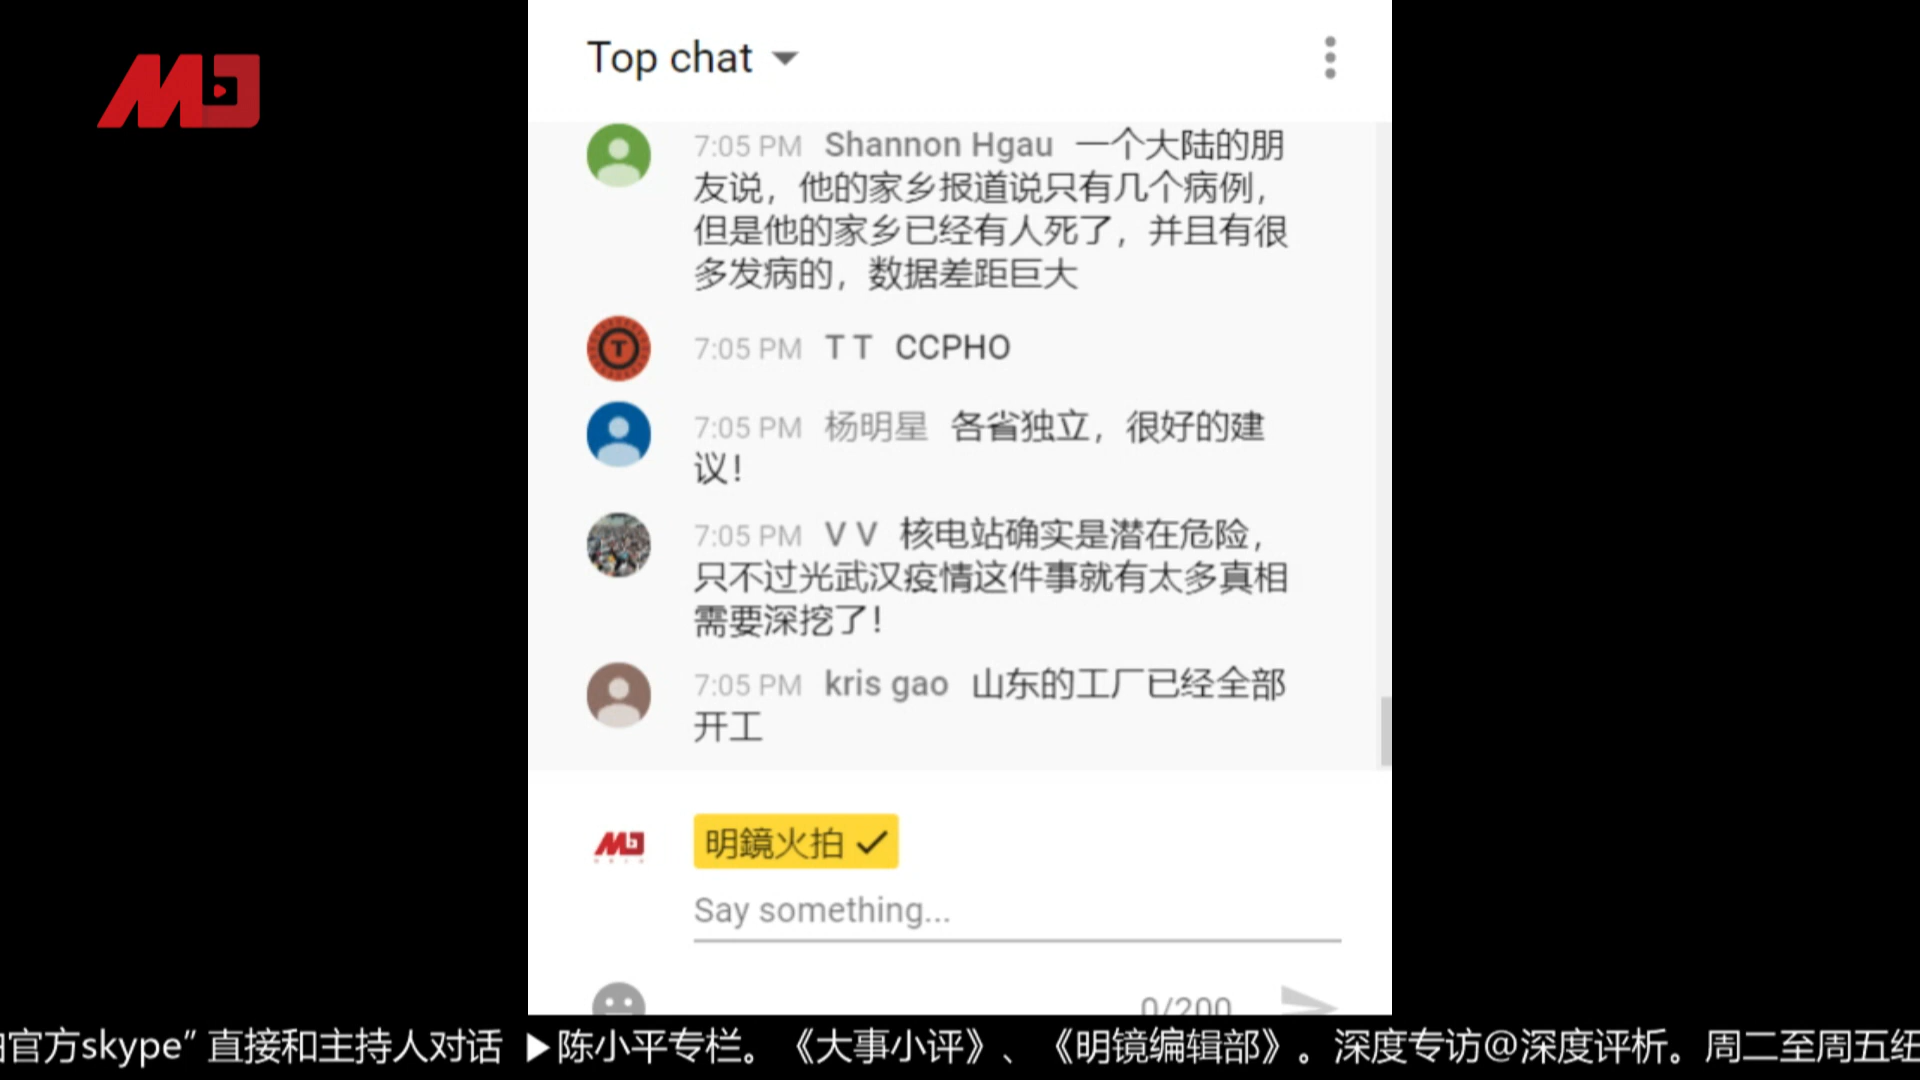 Top chat
7:05 PM Shannon Hgau 一个大陆的朋
友说，他的家乡报道说只有几个病例，
但是他的家乡已经有人死了，并且有很
多发病的，数据差距巨大
7:05 PM T T CCPHO
7:05 PM 杨明星 各省独立，很好的建
议！
7:05 PM V V 核电站确实是潜在危险，
只不过光武汉疫情这件事就有太多真相
需要深挖了！
7:05 PM kris gao 山东的工厂已经全部
开工
明鏡火拍
Say something...
0/200
官方skype” 直接和主持人对话 ▶陈小平专栏。《大事小评》、《明镜编辑部》。深度专访@深度评析。周二至周五纽